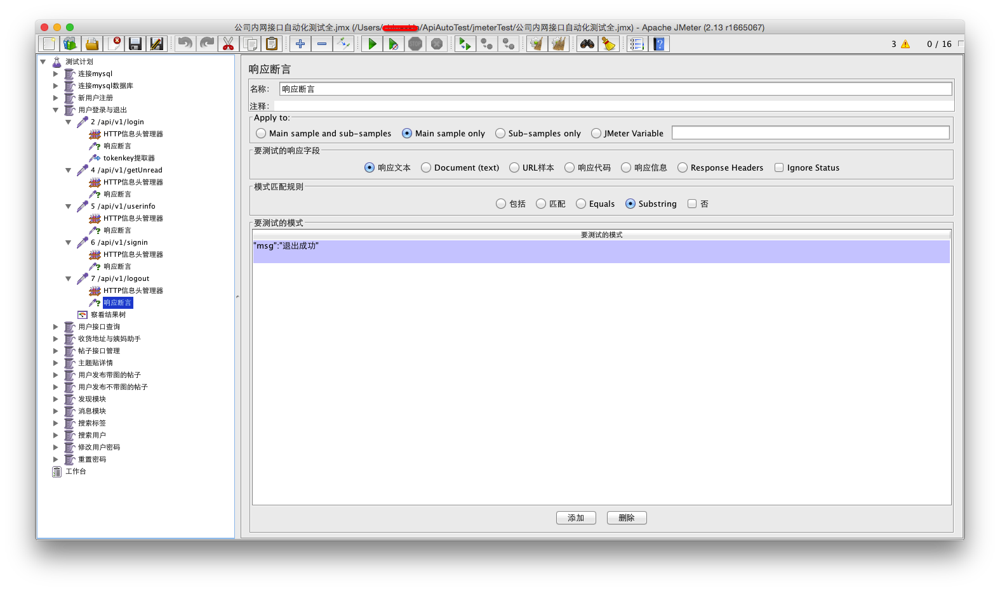 公司内网接口自动化测试全.jmx (/Users/ /ApiAutoTest/jmeterTest/公司内网接口自动化测试全.jmx) - Apache JMeter (2.13 r1665067)
3 0 / 16
测试计划
连接mysql
连接mysql数据库
新用户注册
用户登录与退出
2 /api/v1/login
HTTP信息头管理器
响应断言
tokenkey提取器
4 /api/v1/getUnread
HTTP信息头管理器
响应断言
5 /api/v1/userinfo
HTTP信息头管理器
响应断言
6 /api/v1/signin
HTTP信息头管理器
响应断言
7 /api/v1/logout
HTTP信息头管理器
响应断言
察看结果树
用户接口查询
收货地址与姨妈助手
帖子接口管理
主题贴详情
用户发布带图的帖子
用户发布不带图的帖子
发现模块
消息模块
搜索标签
搜索用户
修改用户密码
重置密码
工作台
响应断言
名称： 响应断言
注释：
Apply to:
Main sample and sub-samples Main sample only Sub-samples only JMeter Variable
要测试的响应字段
响应文本 Document (text) URL样本 响应代码 响应信息 Response Headers Ignore Status
模式匹配规则
包括 匹配 Equals Substring 否
要测试的模式
要测试的模式
"msg":"退出成功"
添加 删除